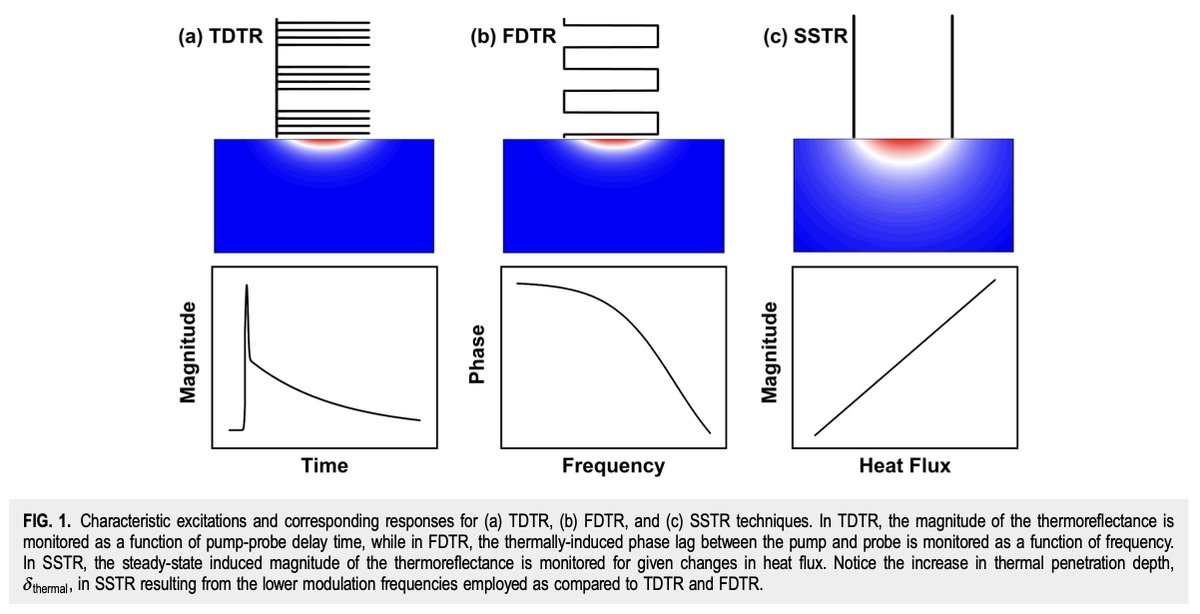 (a) TDTR
(b) FDTR
(c) SSTR
Magnitude
Time
Phase
Frequency
Magnitude
Heat Flux
FIG. 1. Characteristic excitations and corresponding responses for (a) TDTR, (b) FDTR, and (c) SSTR techniques. In TDTR, the magnitude of the thermoreflectance is
monitored as a function of pump-probe delay time, while in FDTR, the thermally-induced phase lag between the pump and probe is monitored as a function of frequency.
In SSTR, the steady-state induced magnitude of the thermoreflectance is monitored for given changes in heat flux. Notice the increase in thermal penetration depth,
δthermal, in SSTR resulting from the lower modulation frequencies employed as compared to TDTR and FDTR.